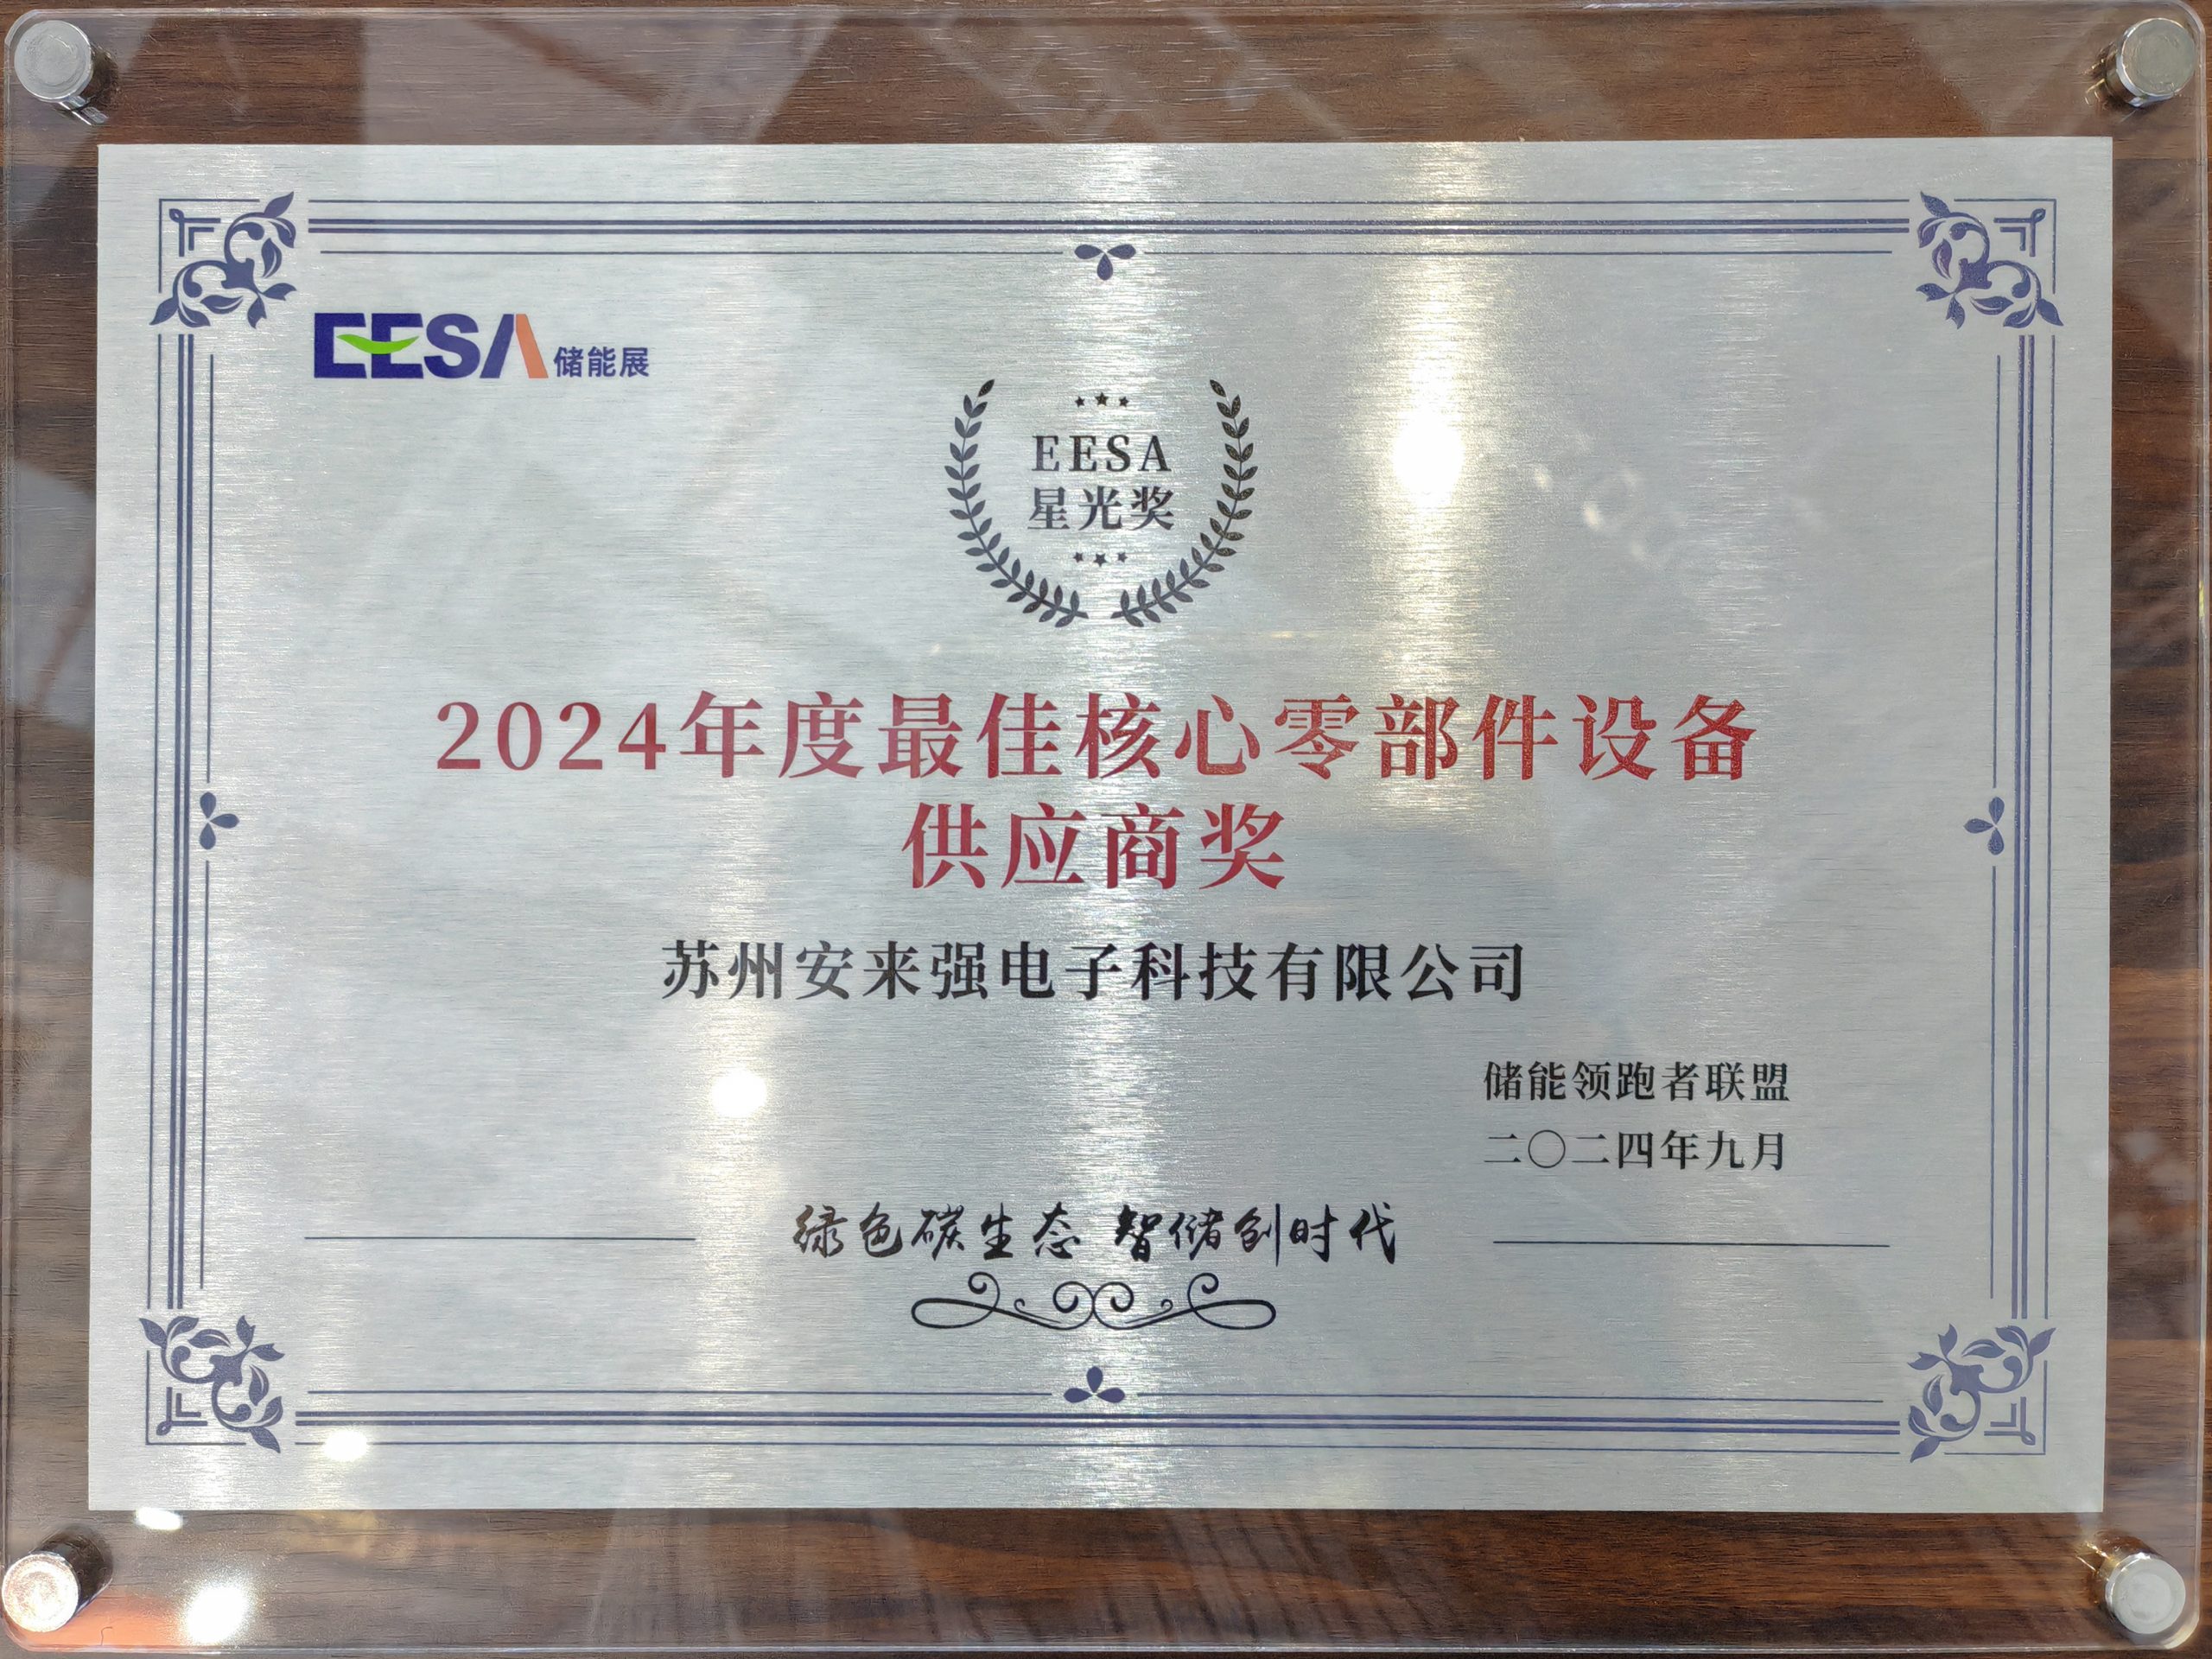 EESA 储能展
EESA
星光奖
2024年度最佳核心零部件设备
供应商奖
苏州安来强电子科技有限公司
储能领跑者联盟
二〇二四年九月
绿色碳生态 智储创时代